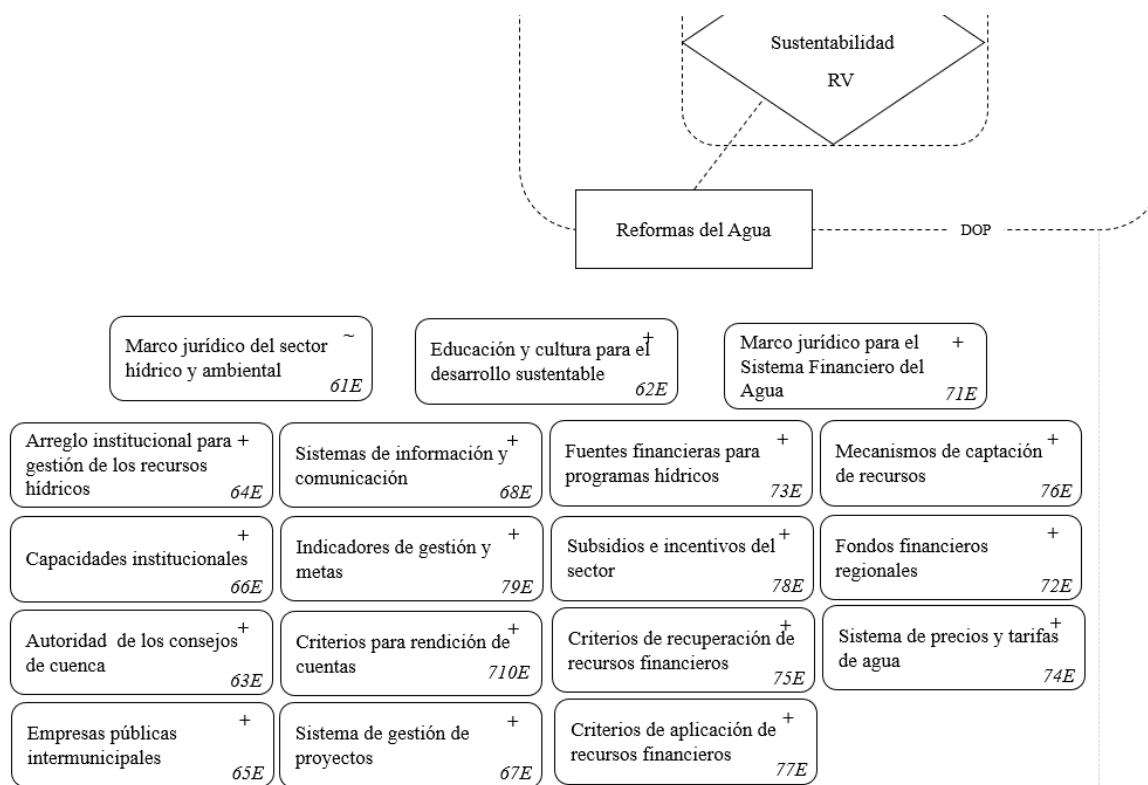 Sustentabilidad
RV
Reformas del Agua
DOP
Marco jurídico del sector ~
hídrico y ambiental
61E
Educación y cultura para el +
desarrollo sustentable
62E
Marco jurídico para el +
Sistema Financiero del
Agua
71E
Arreglo institucional para +
gestión de los recursos
hídricos
64E
Sistemas de información y +
comunicación
68E
Fuentes financieras para +
programas hídricos
73E
Mecanismos de captación +
de recursos
76E
+
Capacidades institucionales
66E
Indicadores de gestión y +
metas
79E
Subsidios e incentivos del +
sector
78E
Fondos financieros +
regionales
72E
Autoridad de los consejos +
de cuenca
63E
Criterios para rendición de +
cuentas
710E
Criterios de recuperación de +
recursos financieros
75E
Sistema de precios y tarifas +
de agua
74E
Empresas públicas +
intermunicipales
65E
Sistema de gestión de +
proyectos
67E
Criterios de aplicación de +
recursos financieros
77E